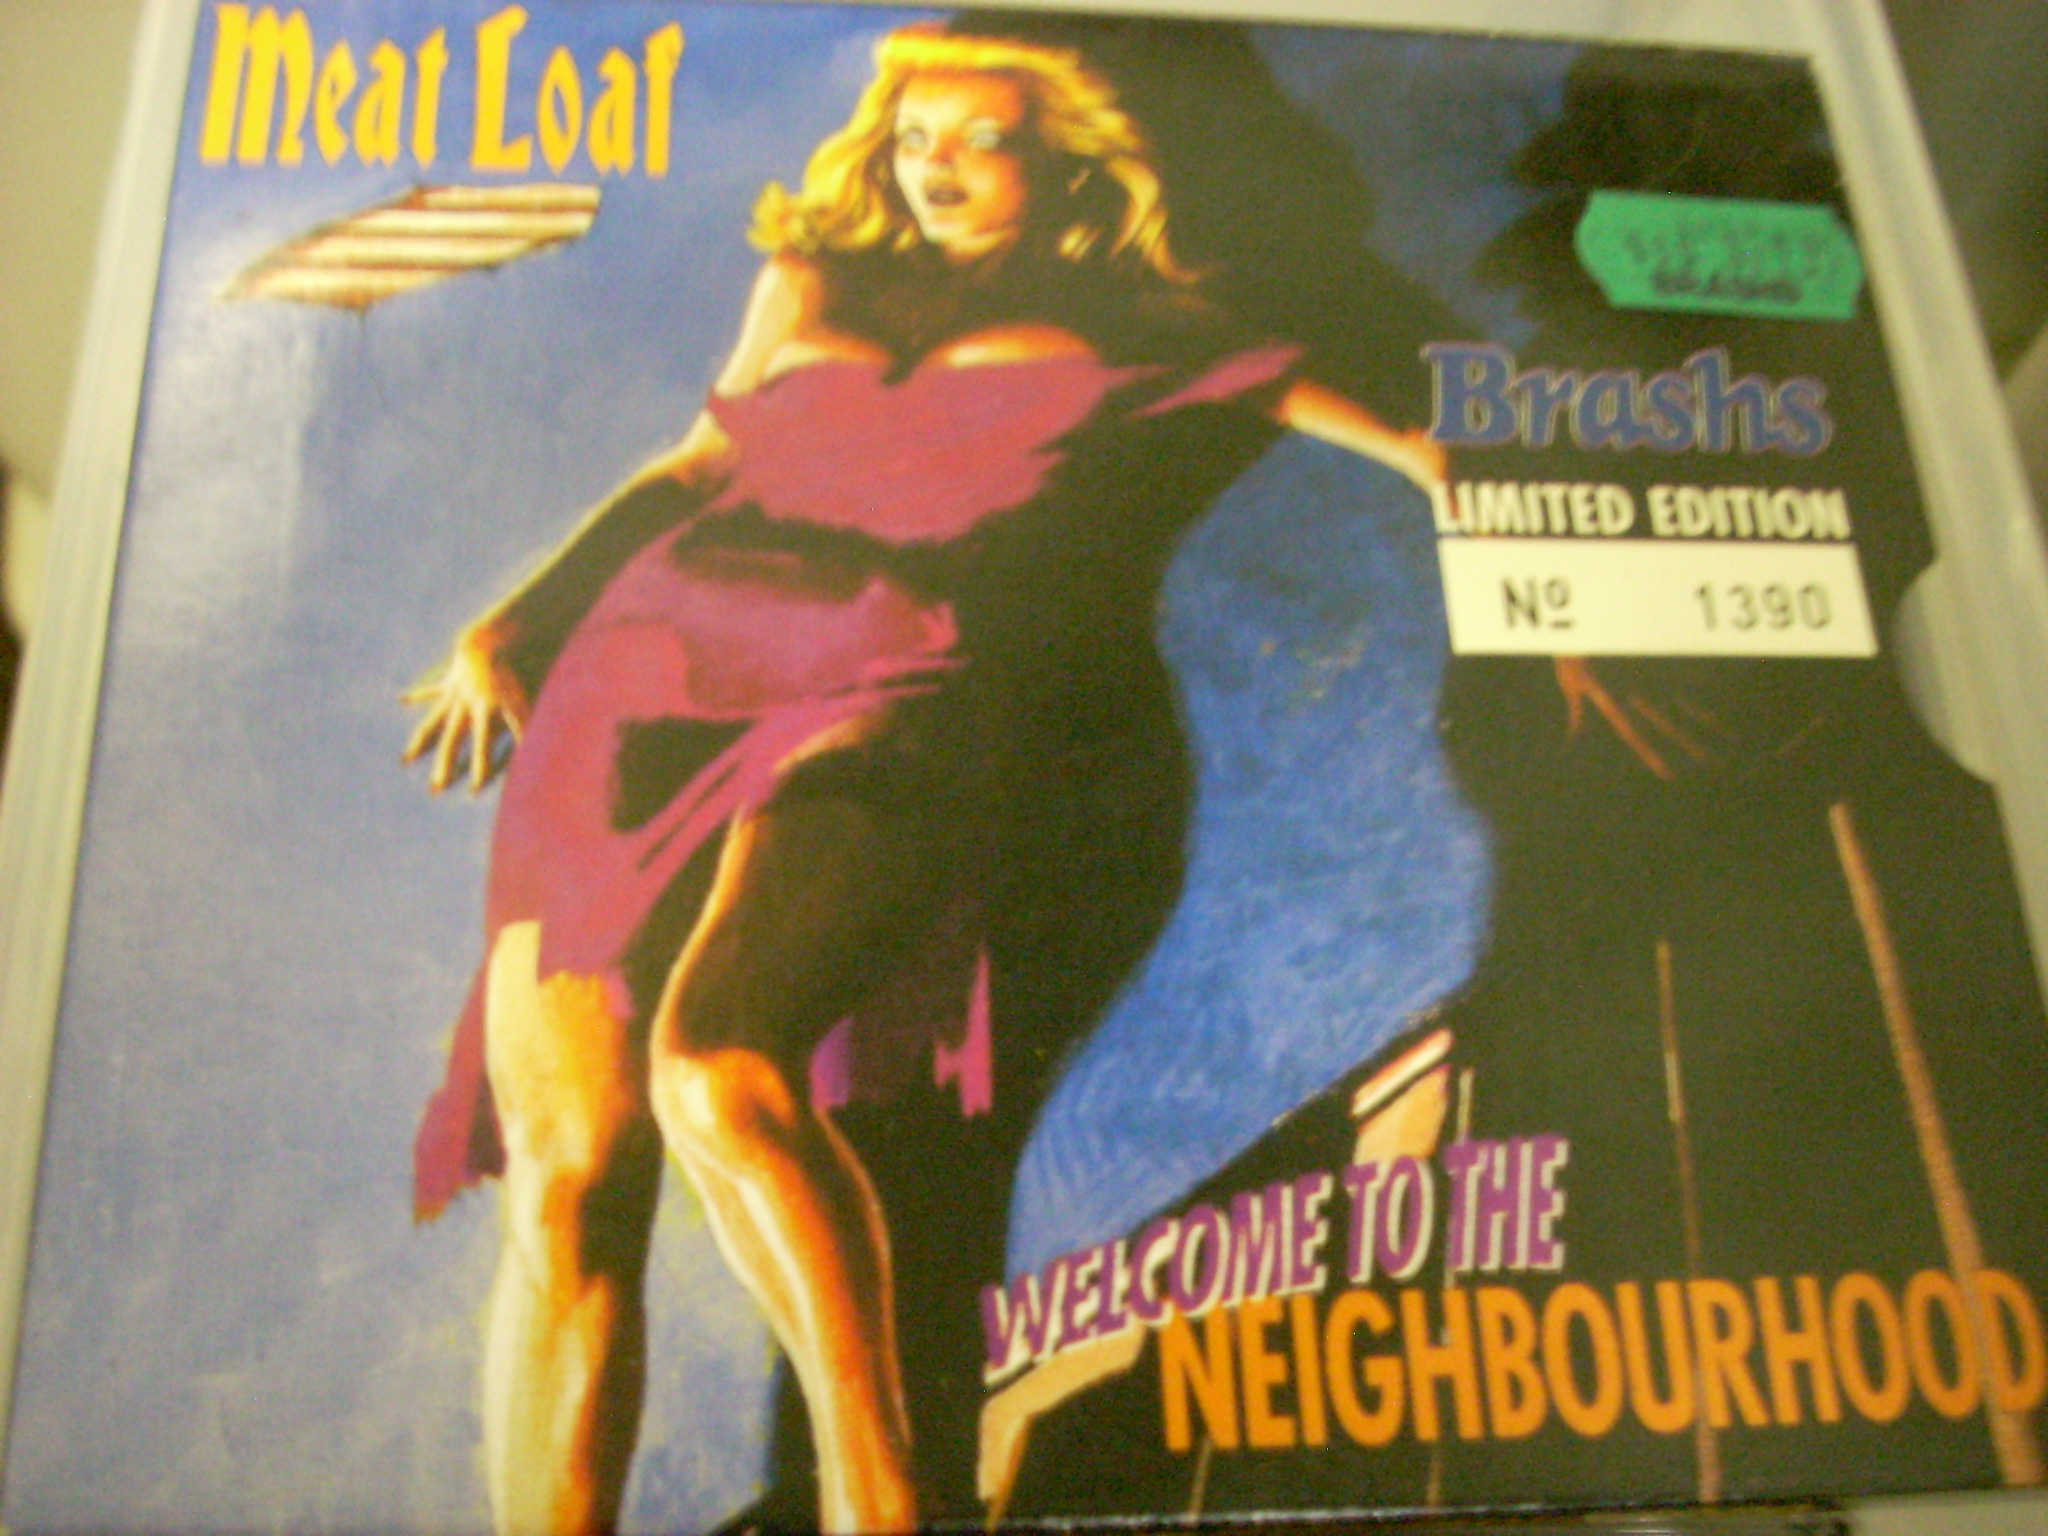 Meat Loaf
Brashs
LIMITED EDITION
Nº 1390
WELCOME TO THE
NEIGHBOURHOOD